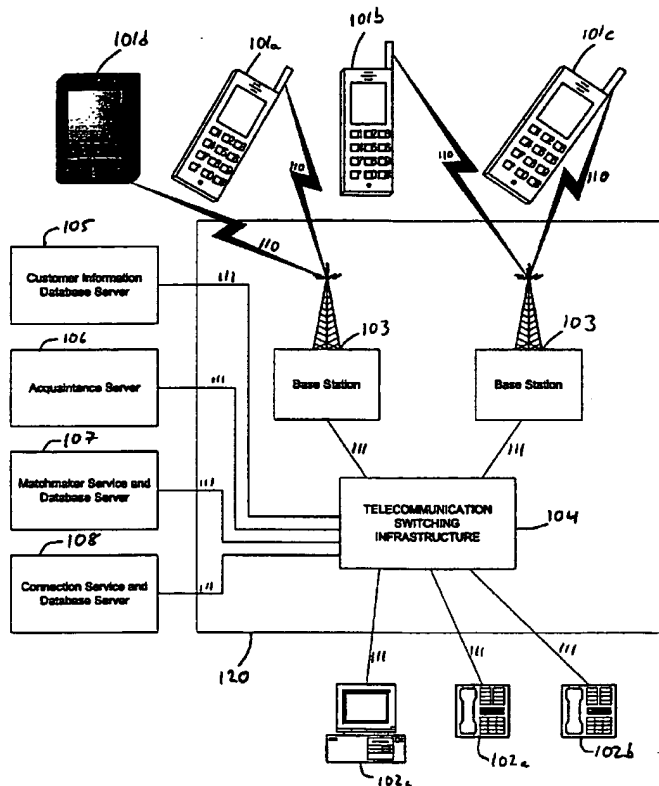 101d
101a
101b
101c
110
110
110
110
105
Customer Information
Database Server
111
106
Acquaintance Server
111
107
Matchmaker Service and
Database Server
111
108
Connection Service and
Database Server
111
103
Base Station
103
Base Station
111
111
TELECOMMUNICATION
SWITCHING
INFRASTRUCTURE
104
120
111
111
111
102a
102b